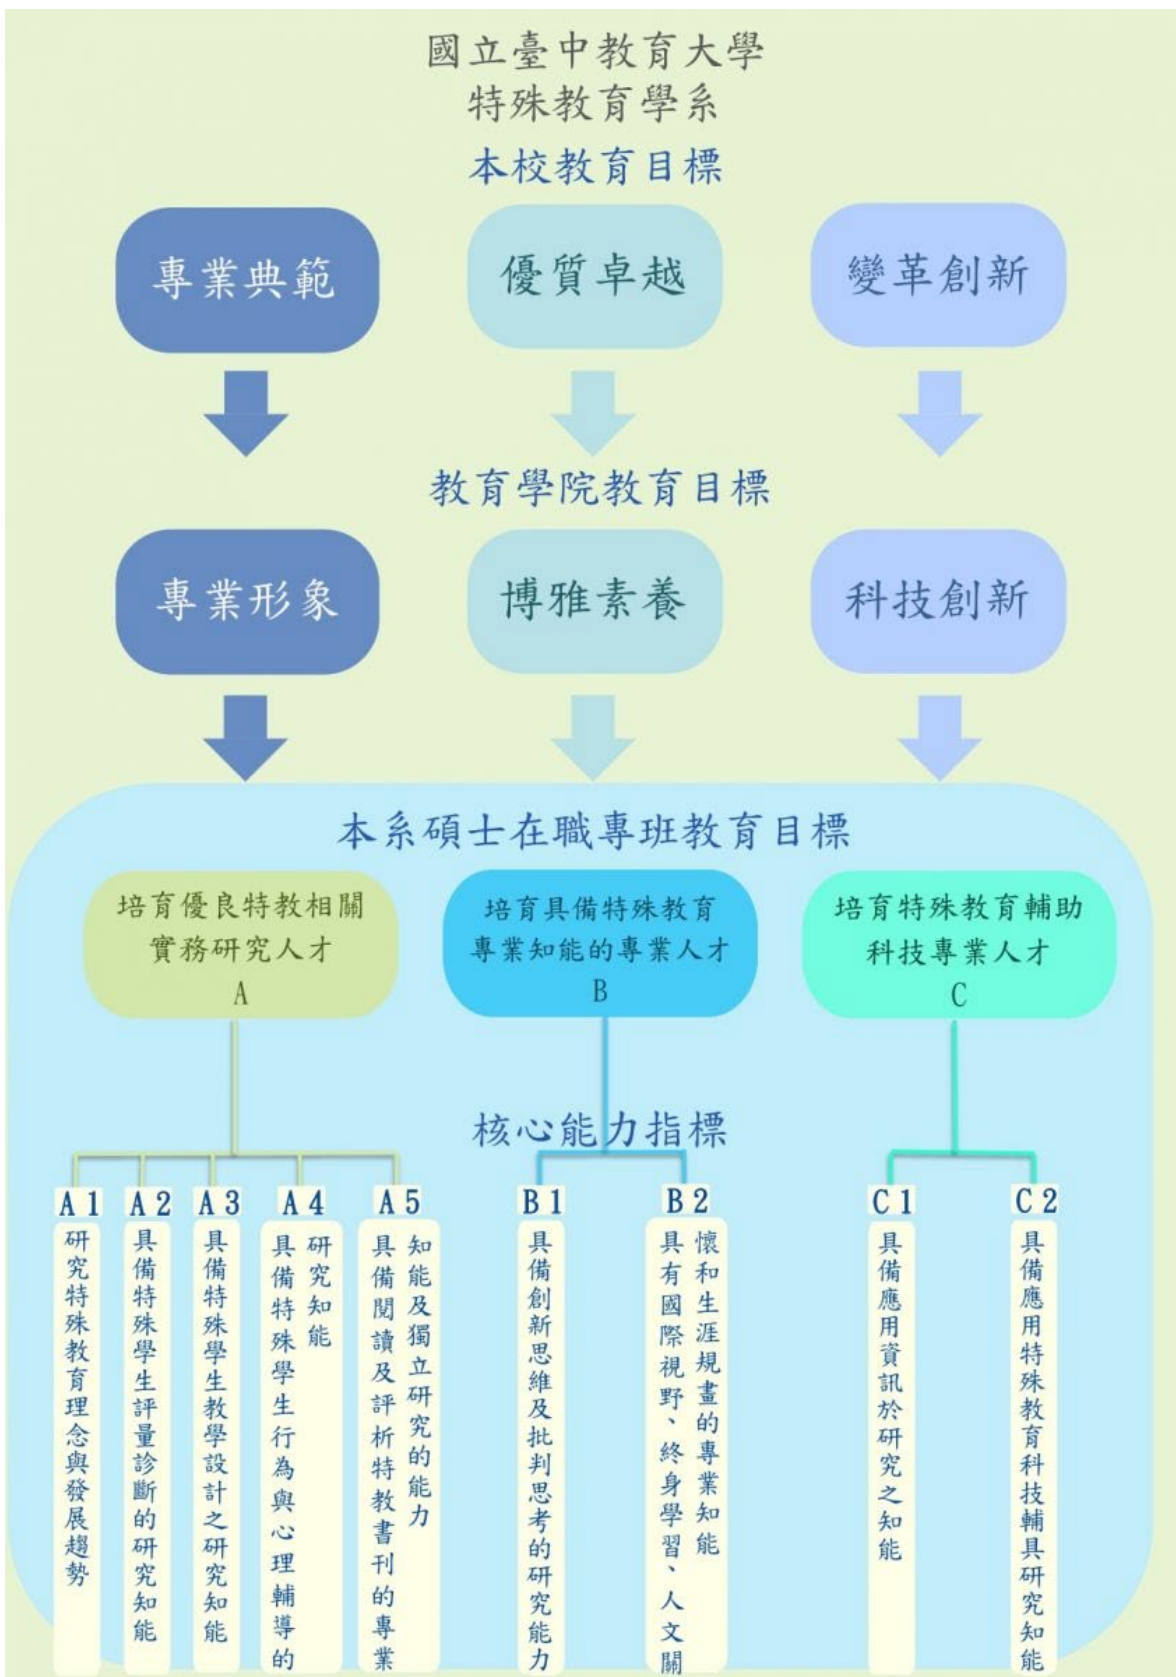 國立臺中教育大學
特殊教育學系
本校教育目標
專業典範
優質卓越
變革創新
教育學院教育目標
專業形象
博雅素養
科技創新
本系碩士在職專班教育目標
培育優良特教相關
實務研究人才
A
培育具備特殊教育
專業知能的專業人才
B
培育特殊教育輔助
科技專業人才
C
核心能力指標
A1
研究特殊教育理念與發展趨勢
A2
具備特殊學生評量診斷的研究知能
A3
具備特殊學生教學設計之研究知能
A4
具備特殊學生行為與心理輔導的
研究知能
A5
具備閱讀及評析特教書刊的專業
知能及獨立研究的能力
B1
具備創新思維及批判思考的研究能力
B2
具有國際視野、終身學習、人文關
懷和生涯規畫的專業知能
C1
具備應用資訊於研究之知能
C2
具備應用特殊教育科技輔具研究知能